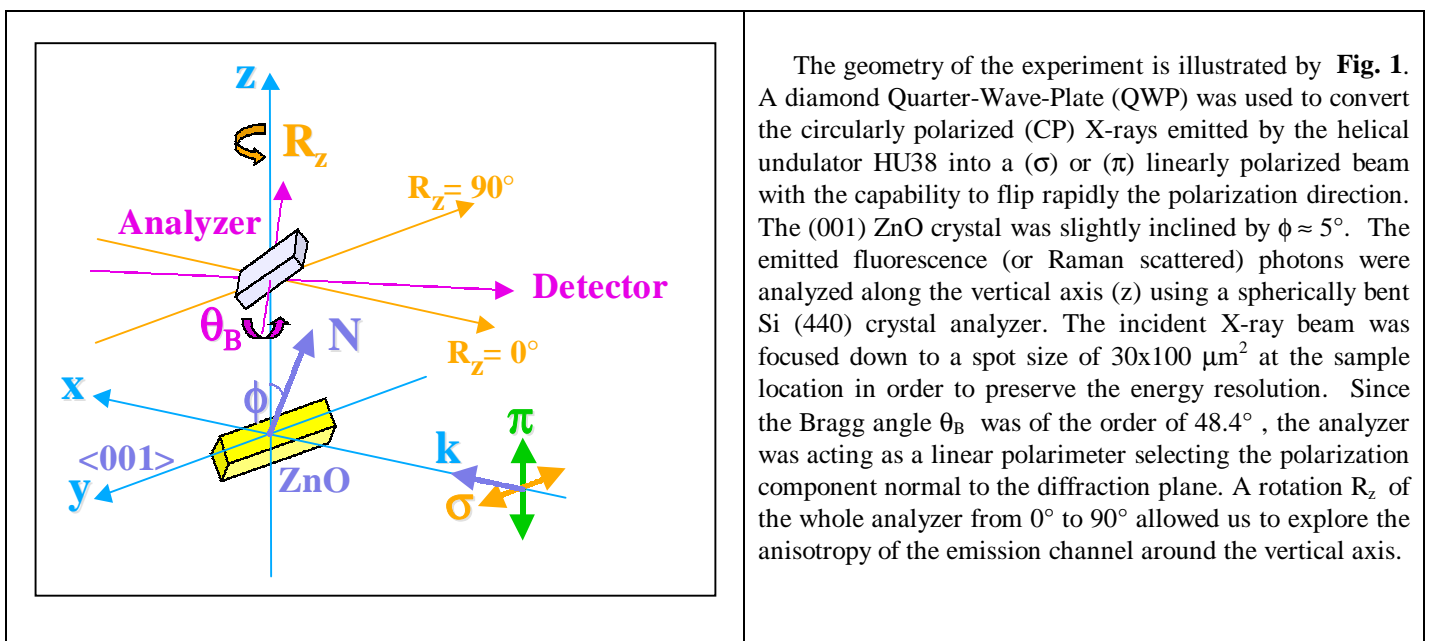 z
R_z
R_z= 90°
Analyzer
Detector
θ_B
N
R_z= 0°
x
ϕ
π
k
<001>
ZnO
σ
y
The geometry of the experiment is illustrated by Fig. 1.
A diamond Quarter-Wave-Plate (QWP) was used to convert
the circularly polarized (CP) X-rays emitted by the helical
undulator HU38 into a (σ) or (π) linearly polarized beam
with the capability to flip rapidly the polarization direction.
The (001) ZnO crystal was slightly inclined by ϕ ≈ 5°. The
emitted fluorescence (or Raman scattered) photons were
analyzed along the vertical axis (z) using a spherically bent
Si (440) crystal analyzer. The incident X-ray beam was
focused down to a spot size of 30x100 μm² at the sample
location in order to preserve the energy resolution. Since
the Bragg angle θ_B was of the order of 48.4° , the analyzer
was acting as a linear polarimeter selecting the polarization
component normal to the diffraction plane. A rotation R_z of
the whole analyzer from 0° to 90° allowed us to explore the
anisotropy of the emission channel around the vertical axis.